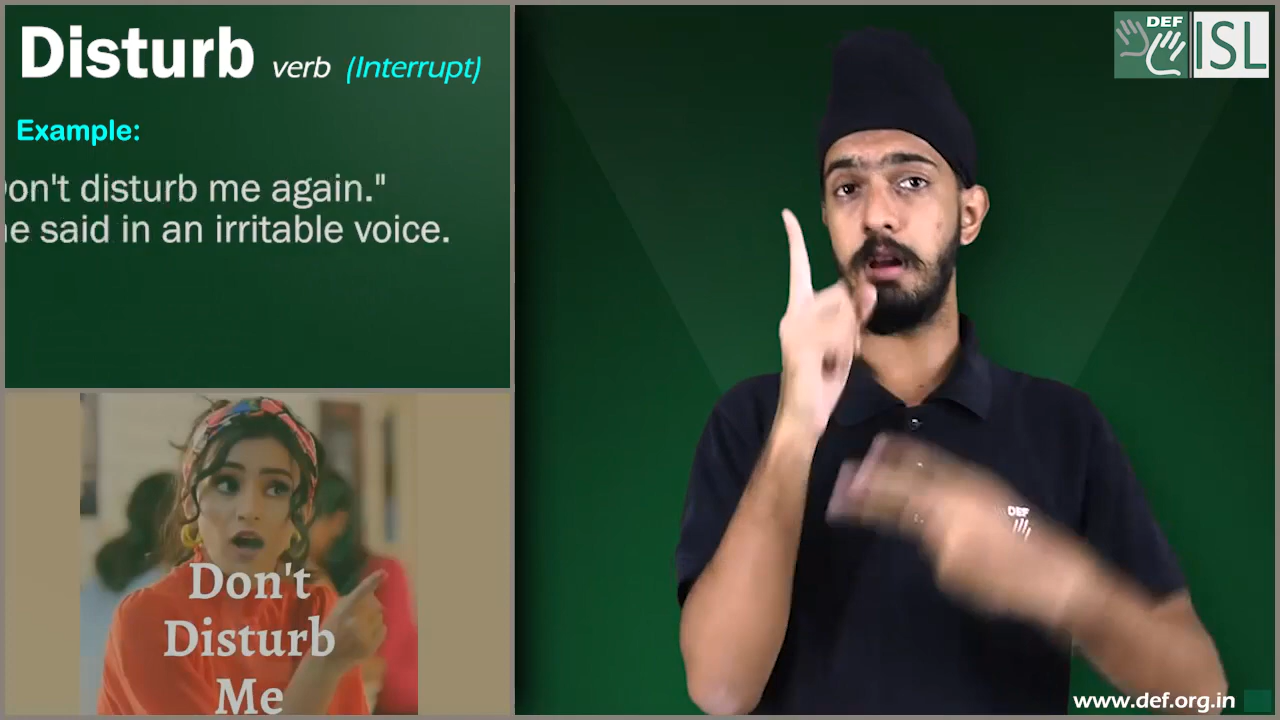 Disturb verb (Interrupt)
Example:
on't disturb me again."
e said in an irritable voice.
Don't
Disturb
Me
DEF
ISL
DEF
www.def.org.in